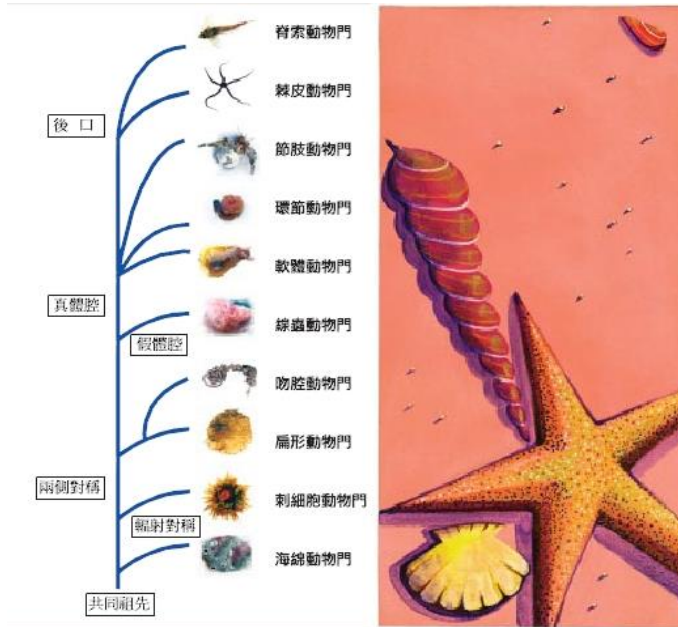 脊索動物門
棘皮動物門
後 口
節肢動物門
環節動物門
軟體動物門
真體腔
線蟲動物門
假體腔
吻腔動物門
扁形動物門
兩側對稱
刺細胞動物門
輻射對稱
海綿動物門
共同祖先